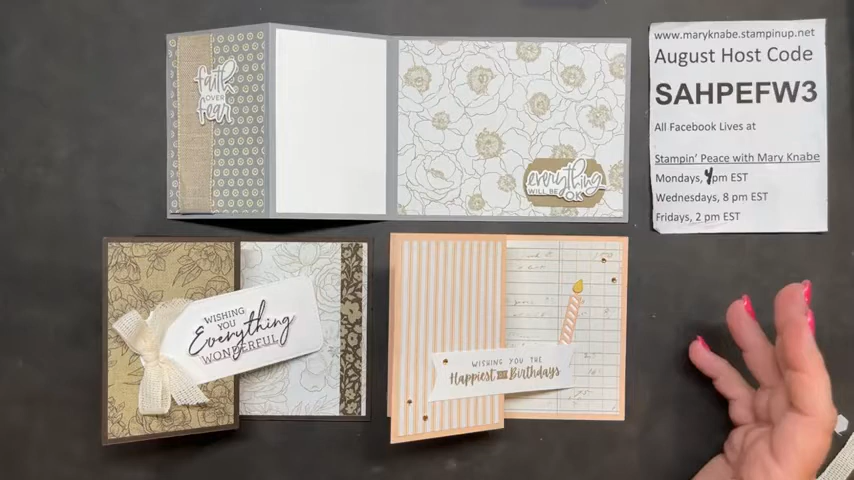 faith
OVER
fear
everything
WILL BE
OK
www.maryknabe.stampinup.net
August Host Code
SAHPEFW3
All Facebook Lives at
Stampin' Peace with Mary Knabe
Mondays, 4pm EST
Wednesdays, 8 pm EST
Fridays, 2 pm EST
WISHING
YOU
Everything
WONDERFUL
WISHING YOU THE
Happiest OF Birthdays